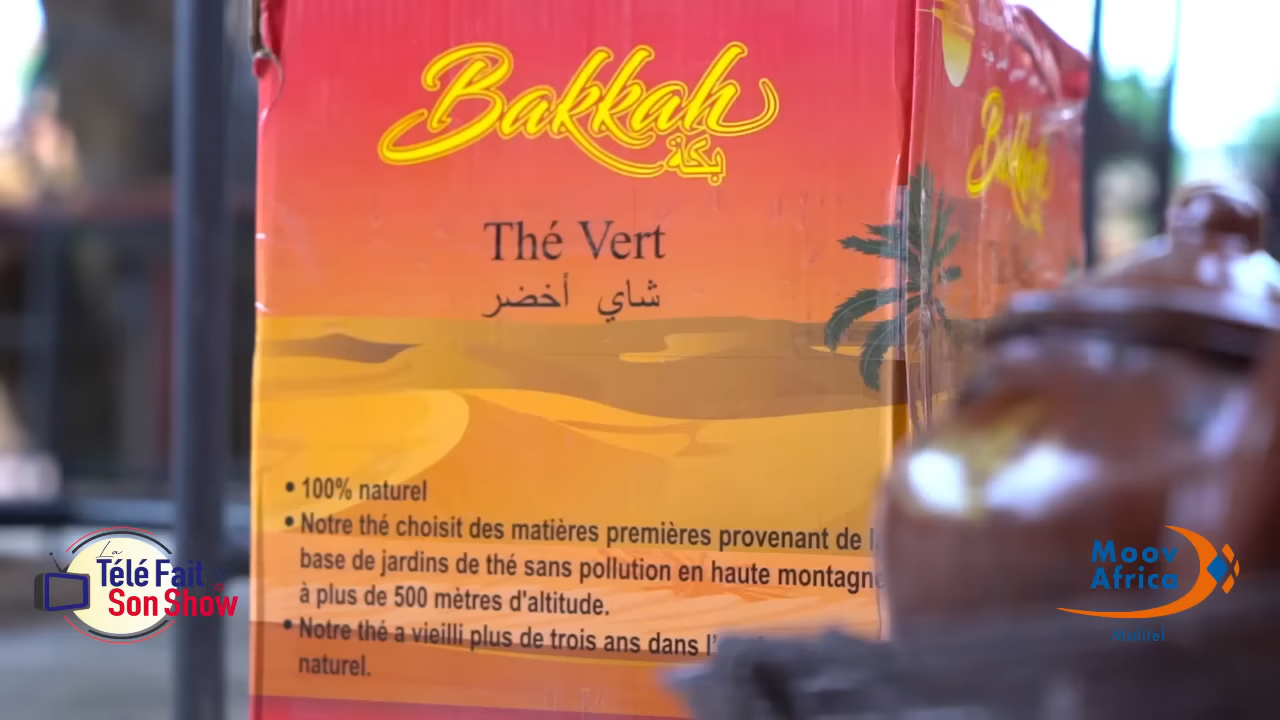 Bakkah
بكة
Bakkah
Thé Vert
شاي أخضر
• 100% naturel
• Notre thé choisit des matières premières provenant de
base de jardins de thé sans pollution en haute montagne
à plus de 500 mètres d'altitude.
• Notre thé a vieilli plus de trois ans dans l'
naturel.
La
Télé Fait
Son Show
Moov
Africa
Malitel